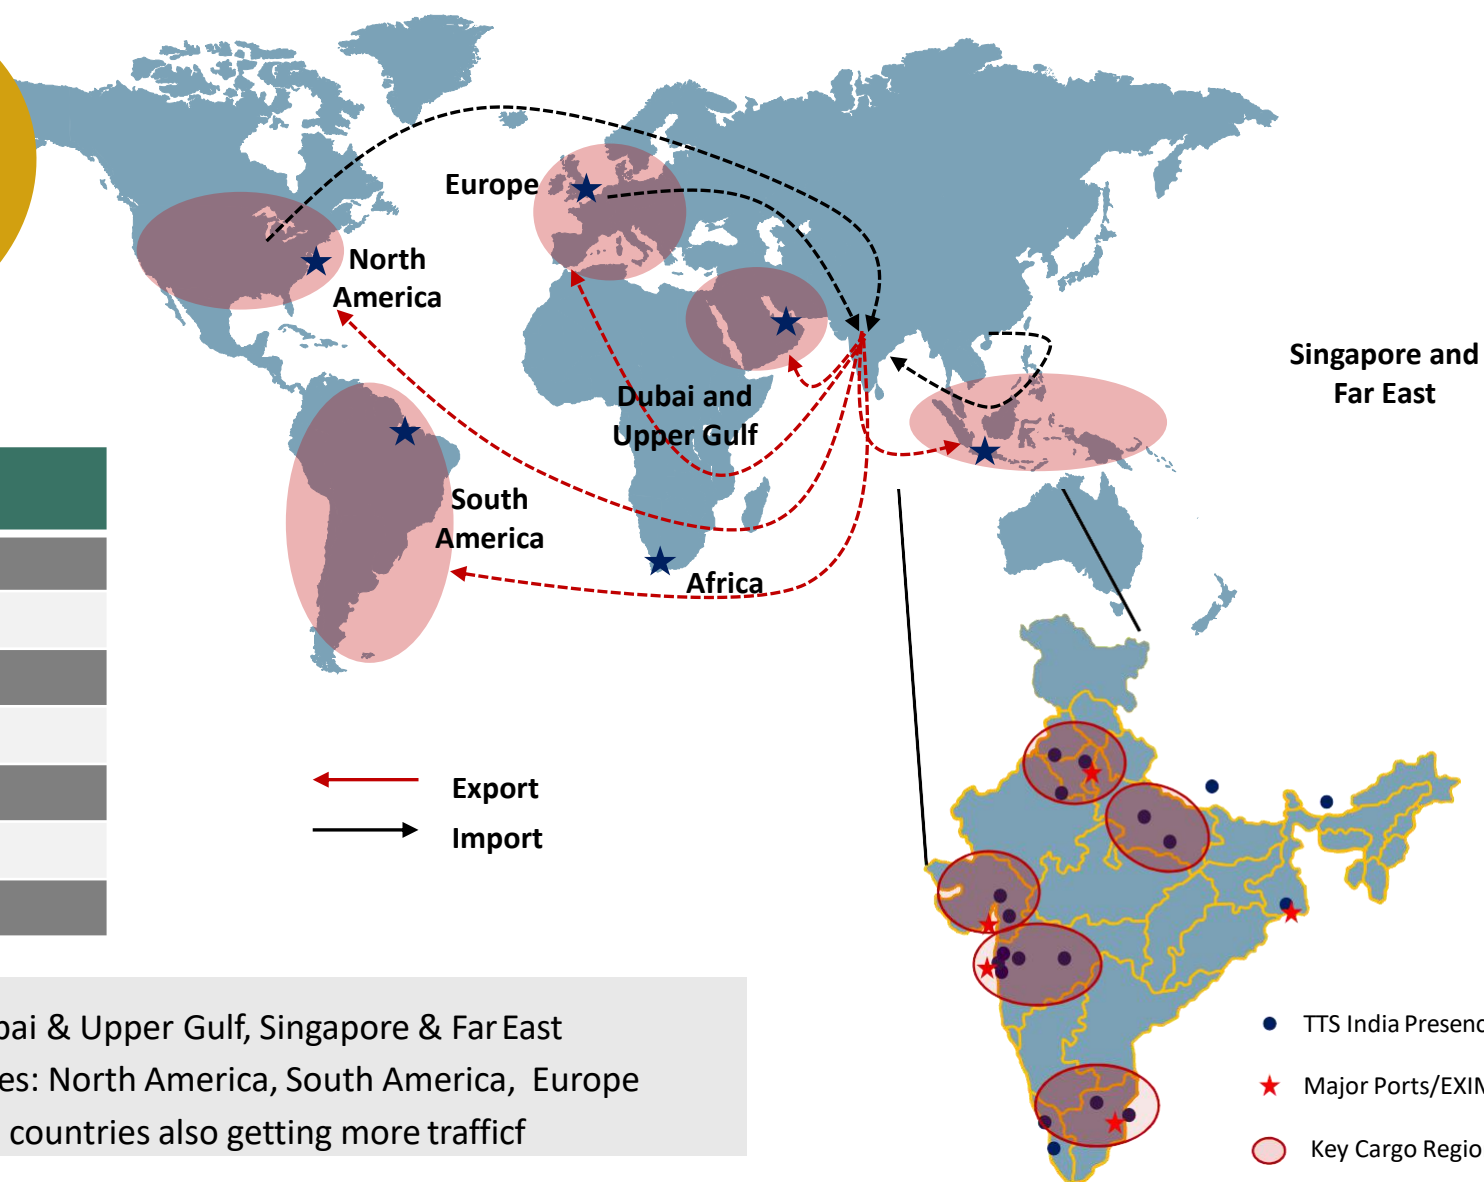 Europe
North
America
Singapore and
Far East
Dubai and
Upper Gulf
South
America
Africa
Export
Import
bai & Upper Gulf, Singapore & Far East
es: North America, South America, Europe
countries also getting more trafficf
TTS India Presenc
Major Ports/EXIM
Key Cargo Regio